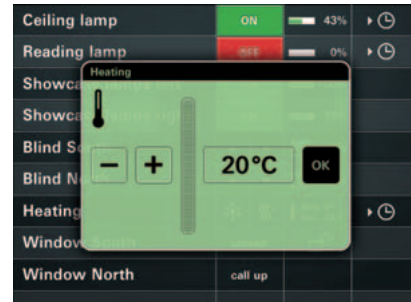 Ceiling lamp ON 43%
Reading lamp OFF 0%
Heating
Showca
Showca
Blind S
− + 20°C OK
Blind N
Heating
Window South
Window North call up